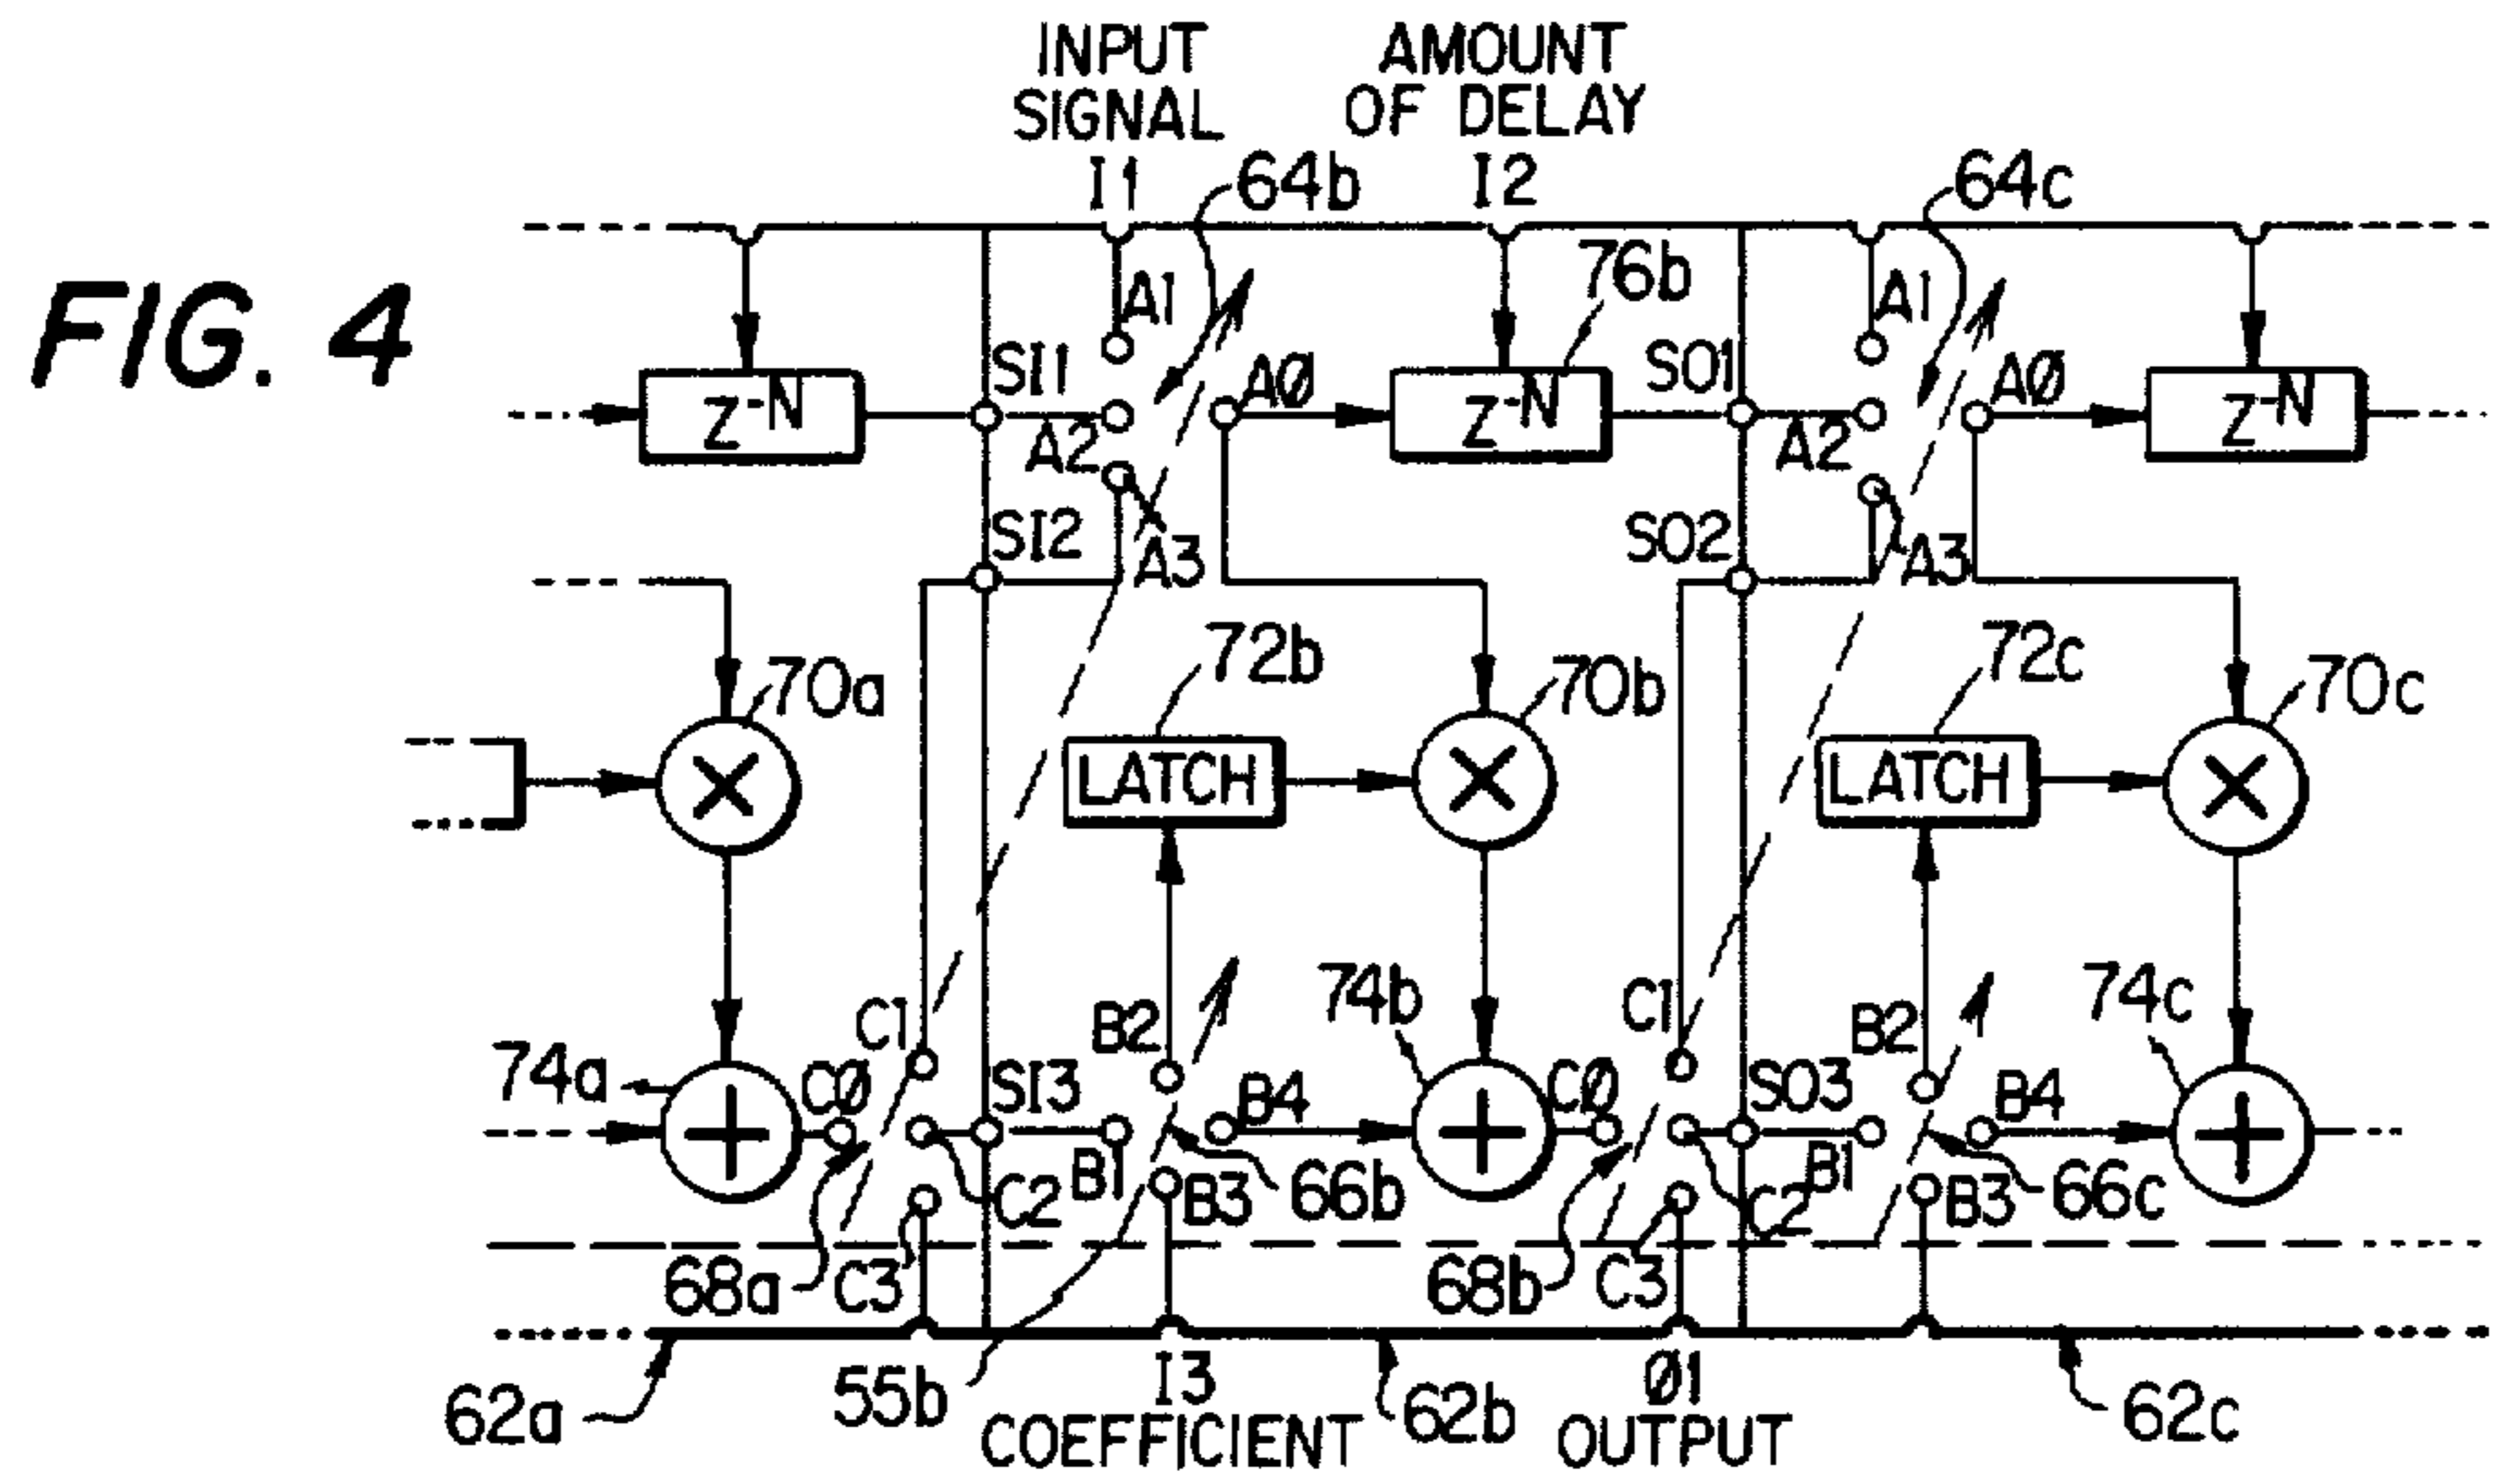 INPUT SIGNAL I1
AMOUNT OF DELAY I2
64b
64c
FIG. 4
A1
76b
A1
SI1
AØ
SO1
AØ
Z-N
Z-N
Z-N
A2
A2
SI2
A3
SO2
A3
70a
72b
70b
72c
70c
×
LATCH
×
LATCH
×
74a
CØ
C1
SI3
B2
74b
CØ
C1
SO3
B2
74c
+
B4
+
B4
+
C2
B1
B3
66b
C2
B1
B3
66c
68a
C3
68b
C3
62a
55b
I3
COEFFICIENT
62b
Ø1
OUTPUT
62c